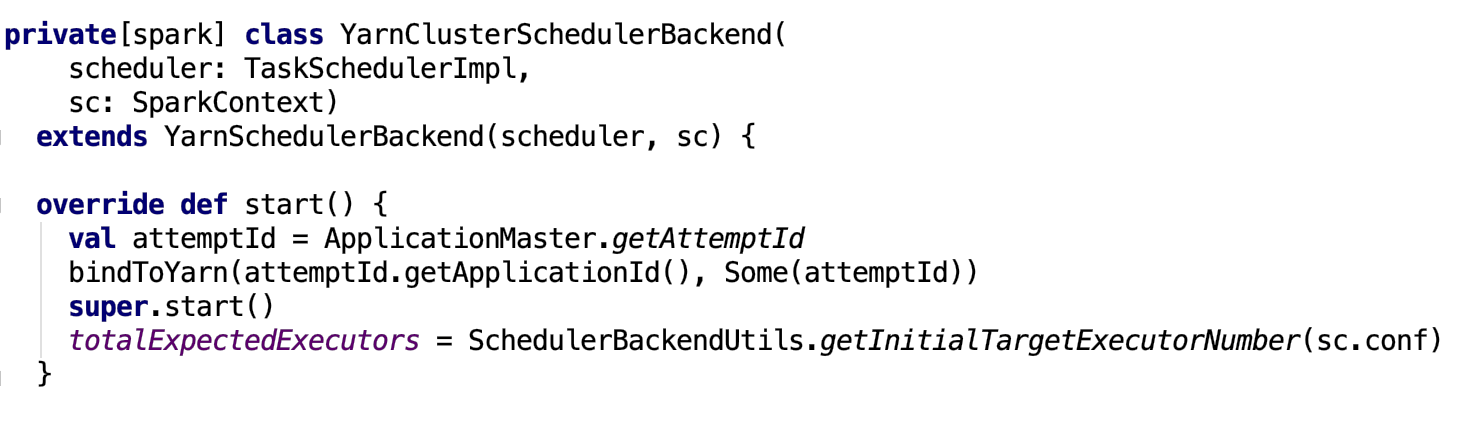 private[spark] class YarnClusterSchedulerBackend(
    scheduler: TaskSchedulerImpl,
    sc: SparkContext)
  extends YarnSchedulerBackend(scheduler, sc) {

  override def start() {
    val attemptId = ApplicationMaster.getAttemptId
    bindToYarn(attemptId.getApplicationId(), Some(attemptId))
    super.start()
    totalExpectedExecutors = SchedulerBackendUtils.getInitialTargetExecutorNumber(sc.conf)
  }